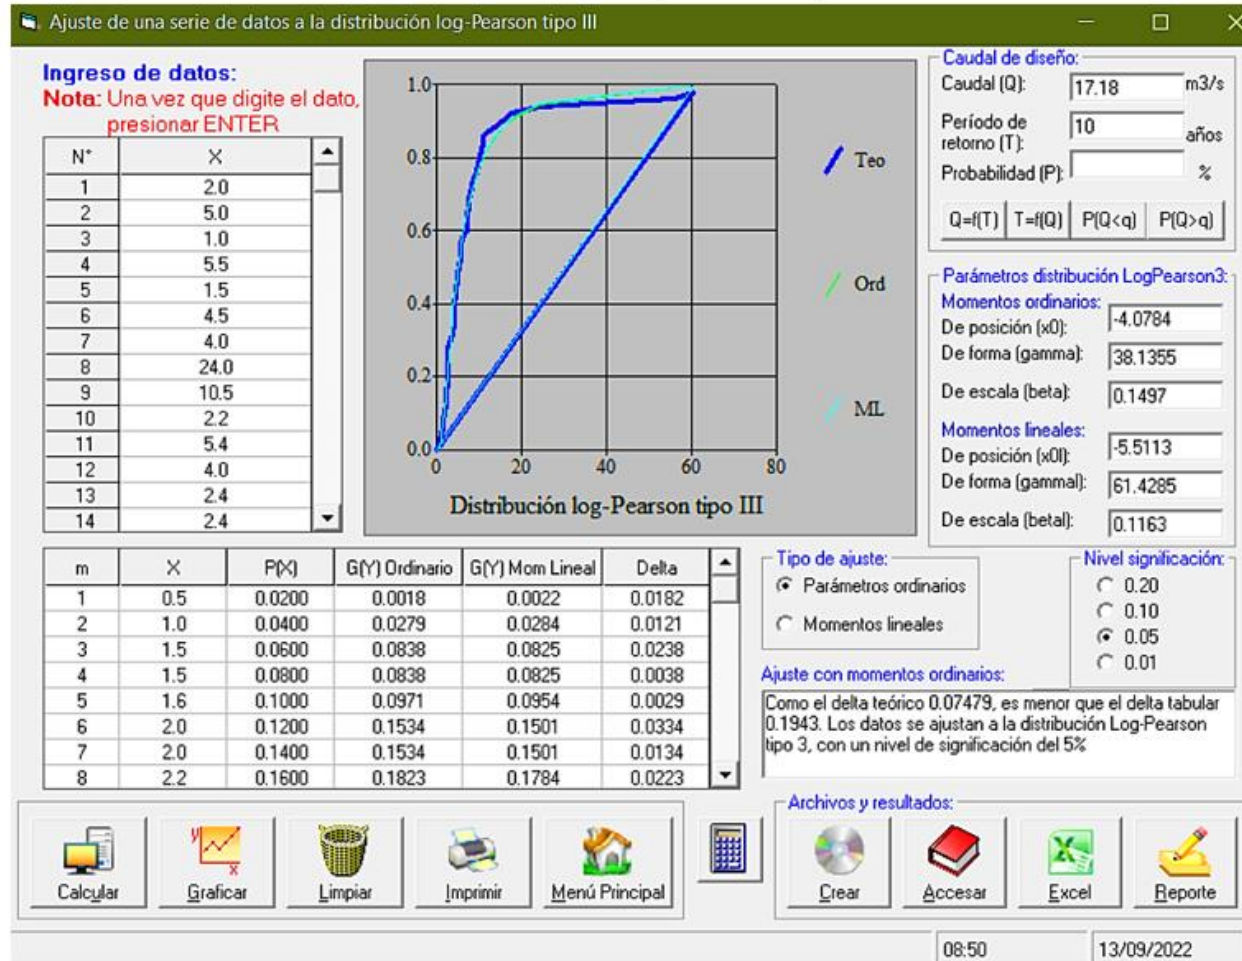 Ajuste de una serie de datos a la distribución log-Pearson tipo III
Ingreso de datos:
Nota: Una vez que digite el dato,
presionar ENTER
N° X
1 2.0
2 5.0
3 1.0
4 5.5
5 1.5
6 4.5
7 4.0
8 24.0
9 10.5
10 2.2
11 5.4
12 4.0
13 2.4
14 2.4
1.0
0.8
0.6
0.4
0.2
0.0
0 20 40 60 80
Teo
Ord
ML
Distribución log-Pearson tipo III
Caudal de diseño:
Caudal (Q): 17.18 m3/s
Período de
retorno (T): 10 años
Probabilidad (P): %
Q=f(T) T=f(Q) P(Q<q) P(Q>q)
Parámetros distribución LogPearson3:
Momentos ordinarios:
De posición (x0): -4.0784
De forma (gamma): 38.1355
De escala (beta): 0.1497
Momentos lineales:
De posición (x0l): -5.5113
De forma (gammal): 61.4285
De escala (betal): 0.1163
m X P(X) G(Y) Ordinario G(Y) Mom Lineal Delta
1 0.5 0.0200 0.0018 0.0022 0.0182
2 1.0 0.0400 0.0279 0.0284 0.0121
3 1.5 0.0600 0.0838 0.0825 0.0238
4 1.5 0.0800 0.0838 0.0825 0.0038
5 1.6 0.1000 0.0971 0.0954 0.0029
6 2.0 0.1200 0.1534 0.1501 0.0334
7 2.0 0.1400 0.1534 0.1501 0.0134
8 2.2 0.1600 0.1823 0.1784 0.0223
Tipo de ajuste:
Parámetros ordinarios
Momentos lineales
Nivel significación:
0.20
0.10
0.05
0.01
Ajuste con momentos ordinarios:
Como el delta teórico 0.07479, es menor que el delta tabular
0.1943. Los datos se ajustan a la distribución Log-Pearson
tipo 3, con un nivel de significación del 5%
Calcular
Graficar
Limpiar
Imprimir
Menú Principal
Archivos y resultados:
Crear
Accesar
Excel
Reporte
08:50 13/09/2022